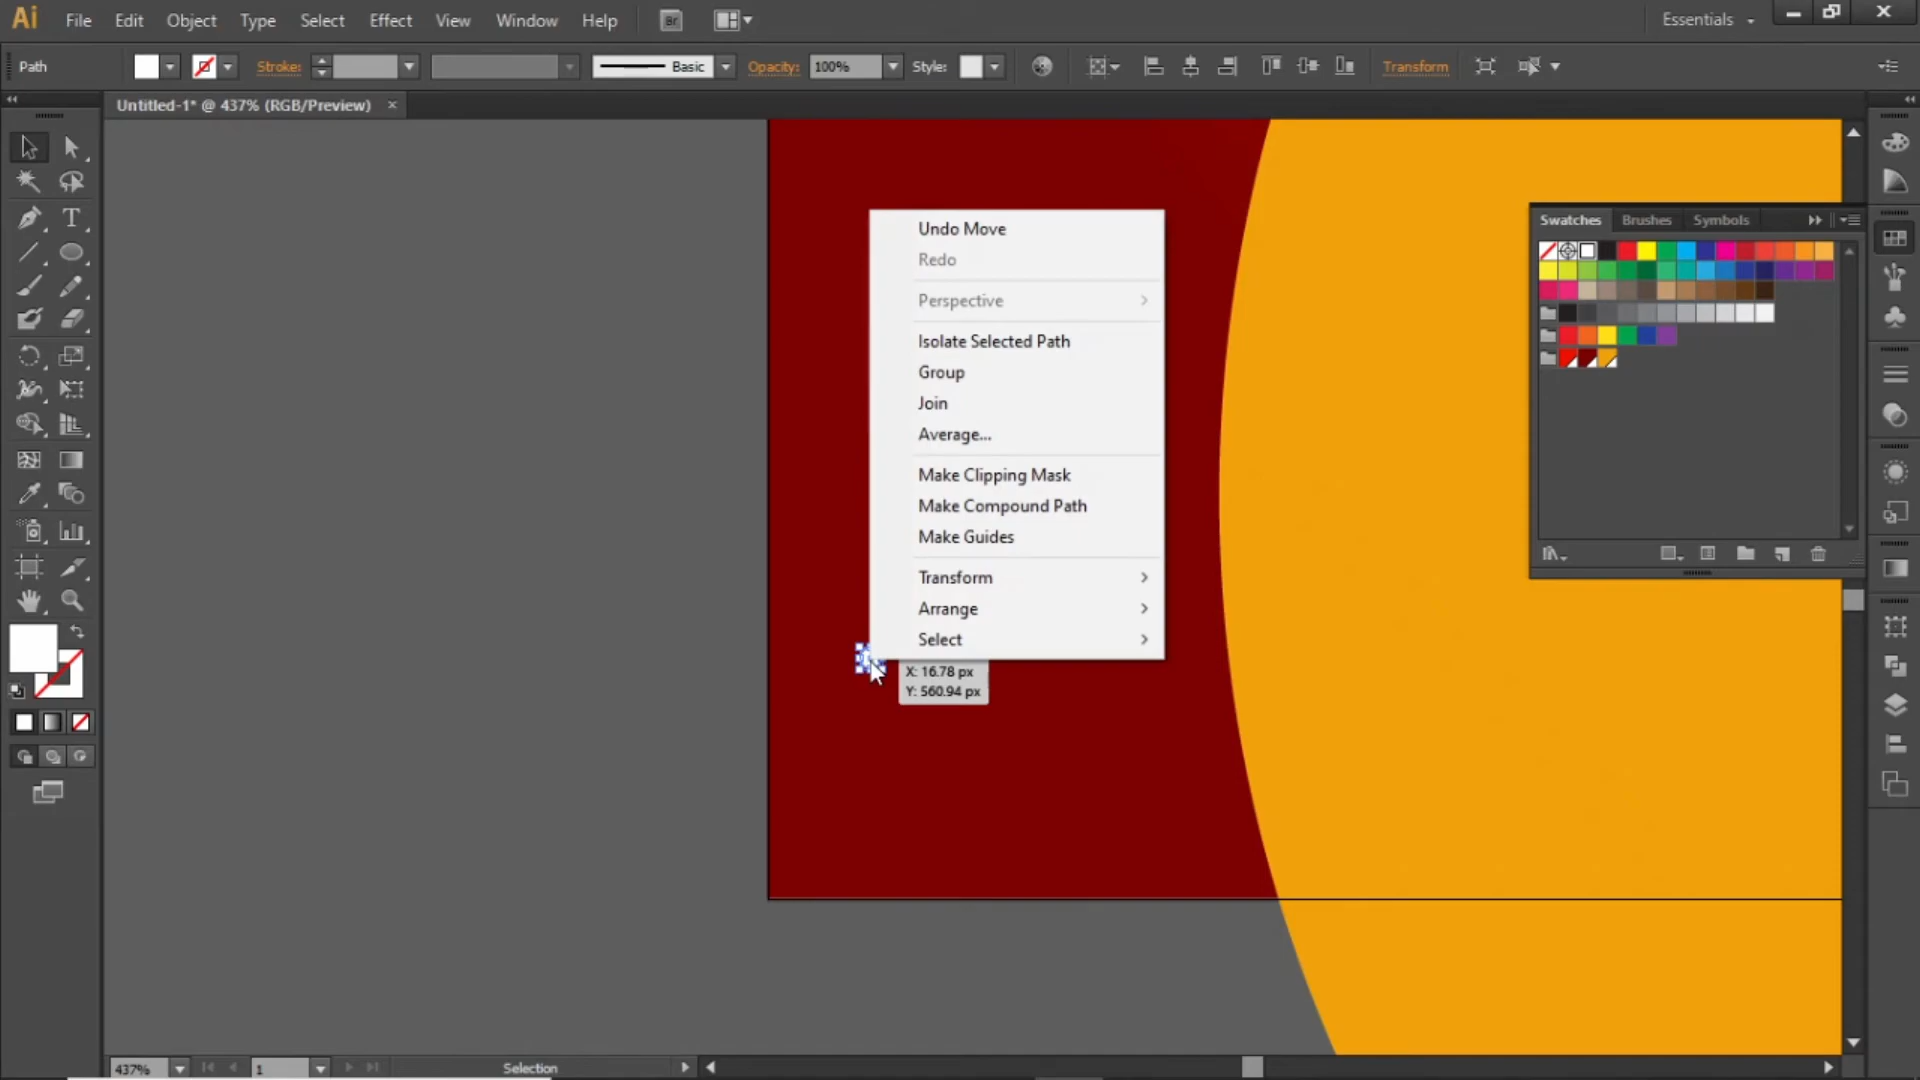 Ai File Edit Object Type Select Effect View Window Help Br Essentials
Path Stroke: Basic Opacity: 100% Style: Transform
Untitled-1* @ 437% (RGB/Preview) ×
Swatches Brushes Symbols
Undo Move
Redo
Perspective
Isolate Selected Path
Group
Join
Average...
Make Clipping Mask
Make Compound Path
Make Guides
Transform
Arrange
Select
X: 16.78 px
Y: 560.94 px
437% 1 Selection